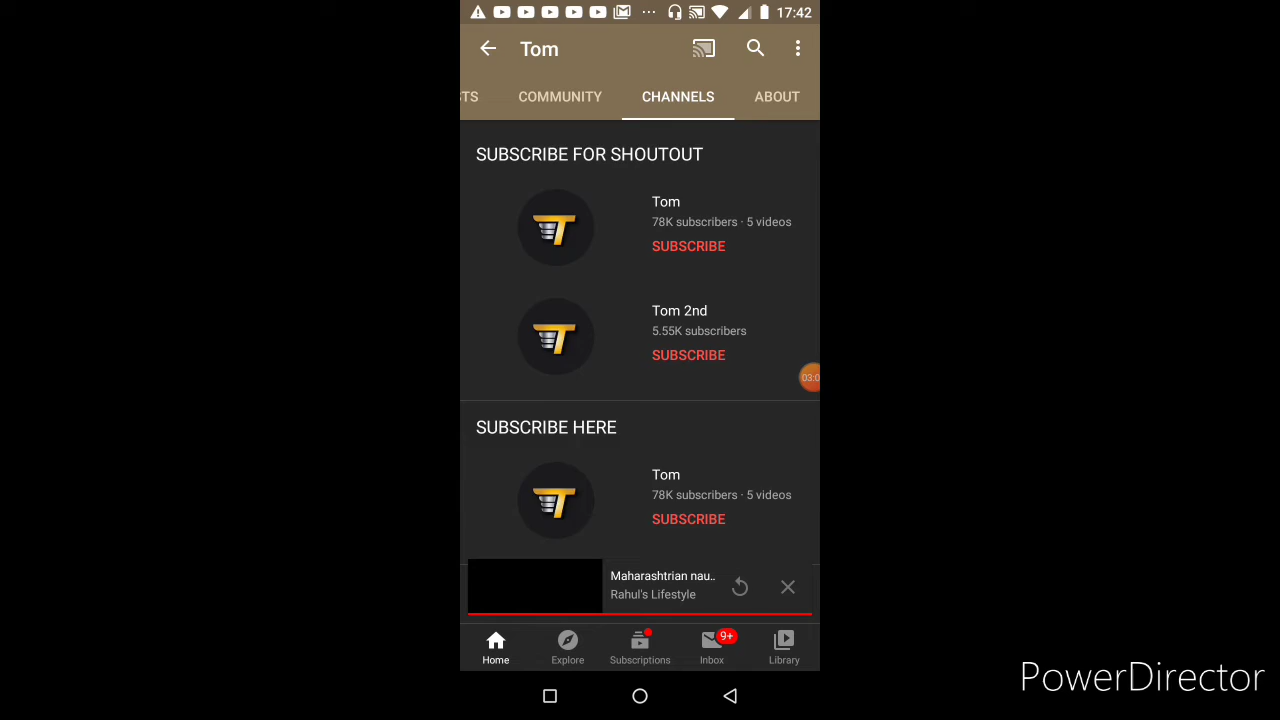 17:42
Tom
TS COMMUNITY CHANNELS ABOUT
SUBSCRIBE FOR SHOUTOUT
Tom
78K subscribers · 5 videos
SUBSCRIBE
Tom 2nd
5.55K subscribers
SUBSCRIBE
03:0
SUBSCRIBE HERE
Tom
78K subscribers · 5 videos
SUBSCRIBE
Maharashtrian nau..
Rahul's Lifestyle
9+
Home Explore Subscriptions Inbox Library
PowerDirector